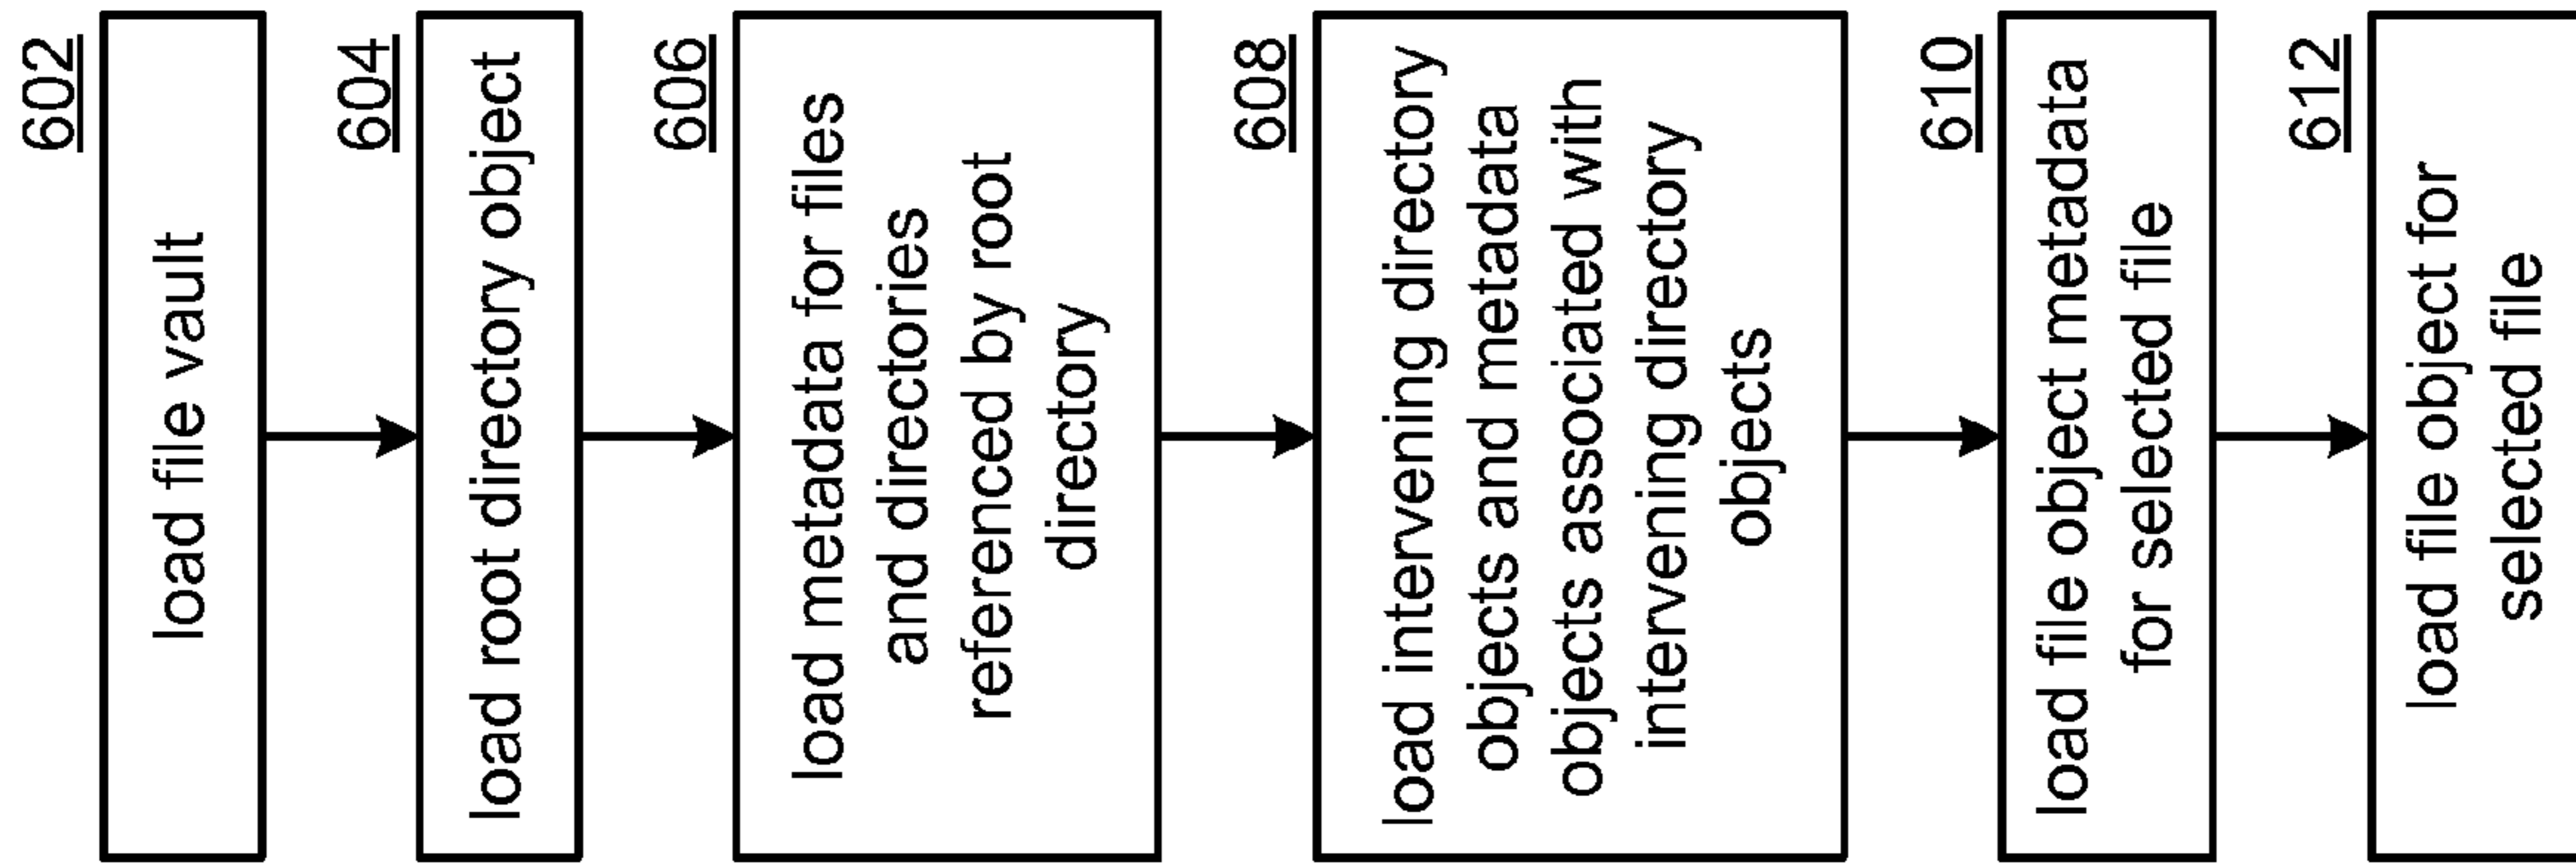 602
load file vault
604
load root directory object
606
load metadata for files
and directories
referenced by root
directory
608
load intervening directory
objects and metadata
objects associated with
intervening directory
objects
610
load file object metadata
for selected file
612
load file object for
selected file